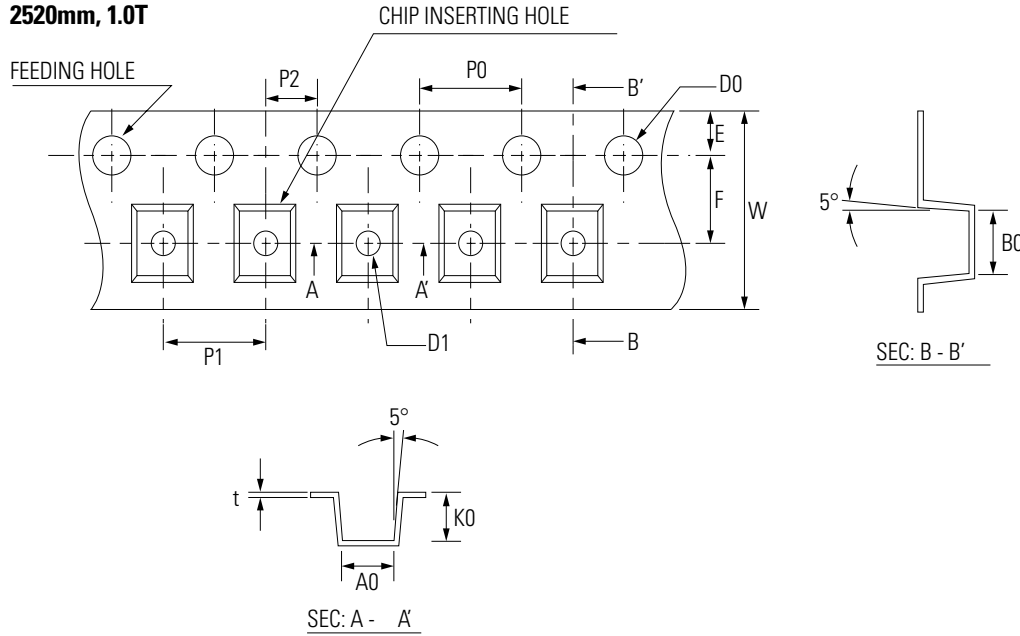 2520mm, 1.0T
CHIP INSERTING HOLE
FEEDING HOLE
P2
P0
B'
D0
E
F
W
5°
B0
A
A'
P1
D1
B
SEC: B - B'
5°
t
K0
A0
SEC: A - A'